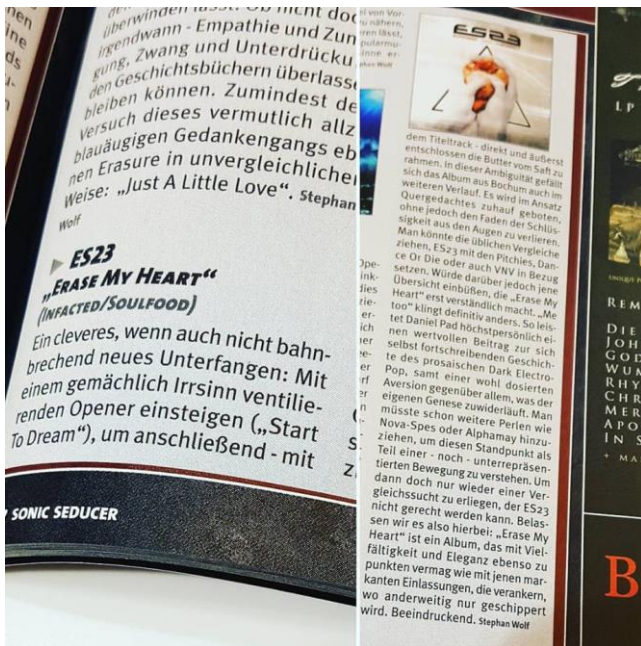 überwinden lässt. Ob nicht doch
irgendwann - Empathie und Zun
gung, Zwang und Unterdrücku
den Geschichtsbüchern überlasse
bleiben können. Zumindest de
Versuch dieses vermutlich allz
blauäugigen Gedankengangs eb
nen Erasure in unvergleichlicher
Weise: „Just A Little Love“. Stephan
Wolf
▶ ES23
„ERASE MY HEART“
(INFACTED/SOULFOOD)
Ein cleveres, wenn auch nicht bahn-
brechend neues Unterfangen: Mit
einem gemächlich Irrsinn ventilie-
renden Opener einsteigen („Start
To Dream“), um anschließend - mit
SONIC SEDUCER
ES23
dem Titeltrack - direkt und äußerst
entschlossen die Butter vom Saft zu
rahmen. In dieser Ambiguität gefällt
sich das Album aus Bochum auch im
weiteren Verlauf. Es wird im Ansatz
Quergedachtes zuhauf geboten,
ohne jedoch den Faden der Schlüs-
sigkeit aus den Augen zu verlieren.
Man könnte die üblichen Vergleiche
ziehen, ES23 mit den Pitchies, Dan-
ce Or Die oder auch VNV in Bezug
setzen. Würde darüber jedoch jene
Übersicht einbüßen, die „Erase My
Heart“ erst verständlich macht. „Me
too“ klingt definitiv anders. So leis-
tet Daniel Pad höchstpersönlich ei-
nen wertvollen Beitrag zur sich
selbst fortschreibenden Geschich-
te des prosaischen Dark Electro-
Pop, samt einer wohl dosierten
Aversion gegenüber allem, was der
eigenen Genese zuwiderläuft. Man
müsste schon weitere Perlen wie
Nova-Spes oder Alphamay hinzu-
ziehen, um diesen Standpunkt als
Teil einer - noch - unterrepräsen-
tierten Bewegung zu verstehen. Um
dann doch nur wieder einer Ver-
gleichssucht zu erliegen, der ES23
nicht gerecht werden kann. Belas-
sen wir es also hierbei: „Erase My
Heart“ ist ein Album, das mit Viel-
fältigkeit und Eleganz ebenso zu
punkten vermag wie mit jenen mar-
kanten Einlassungen, die verankern,
wo anderweitig nur geschippert
wird. Beeindruckend. Stephan Wolf
LP
REM
DIE
JOH
GOD
WUM
RHY
CHR
MER
APO
IN S
+ MA
B